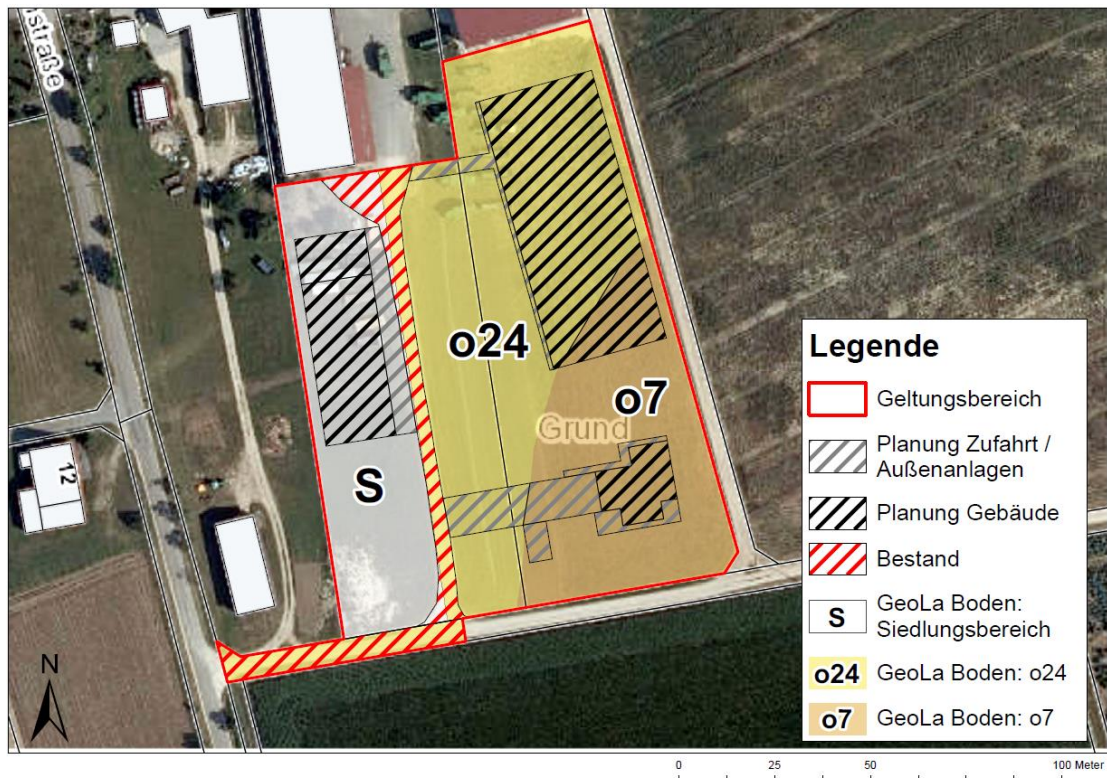 straße
12
N
S
o24
o7
Grund
Legende
Geltungsbereich
Planung Zufahrt /
Außenanlagen
Planung Gebäude
Bestand
S
GeoLa Boden:
Siedlungsbereich
o24
GeoLa Boden: o24
o7
GeoLa Boden: o7
0 25 50 100 Meter